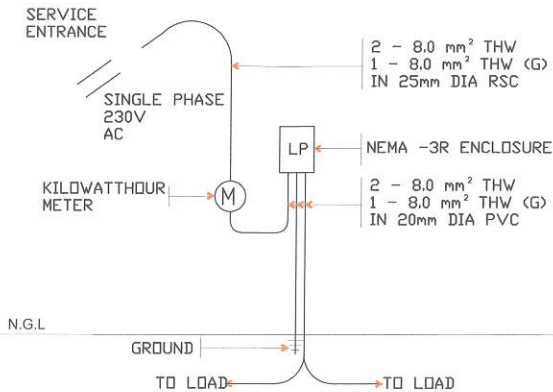 SERVICE
ENTRANCE
2 - 8.0 mm² THW
1 - 8.0 mm² THW (G)
IN 25mm DIA RSC
SINGLE PHASE
230V
AC
LP
NEMA -3R ENCLOSURE
KILOWATTHOUR
METER
M
2 - 8.0 mm² THW
1 - 8.0 mm² THW (G)
IN 20mm DIA PVC
N.G.L
GROUND
TO LOAD
TO LOAD